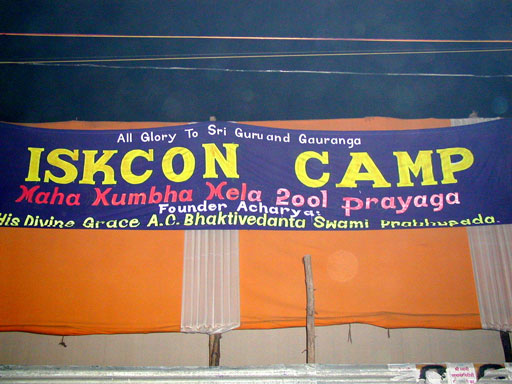 All Glory To Sri Guru and Gauranga
ISKCON CAMP
Maha Kumbha Mela 2001 Prayaga
Founder Acharya:
His Divine Grace A.C. Bhaktivedanta Swami Prabhupada.